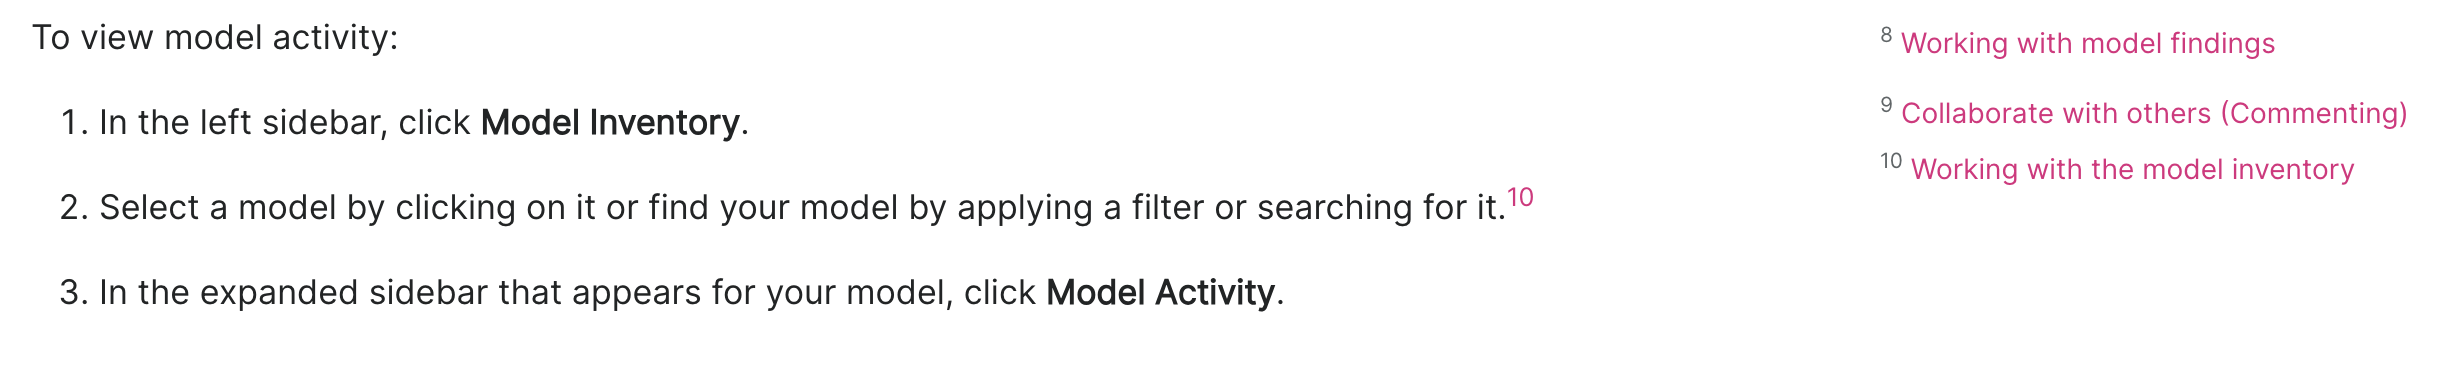 To view model activity:
1. In the left sidebar, click Model Inventory.
2. Select a model by clicking on it or find your model by applying a filter or searching for it.10
3. In the expanded sidebar that appears for your model, click Model Activity.
8 Working with model findings
9 Collaborate with others (Commenting)
10 Working with the model inventory